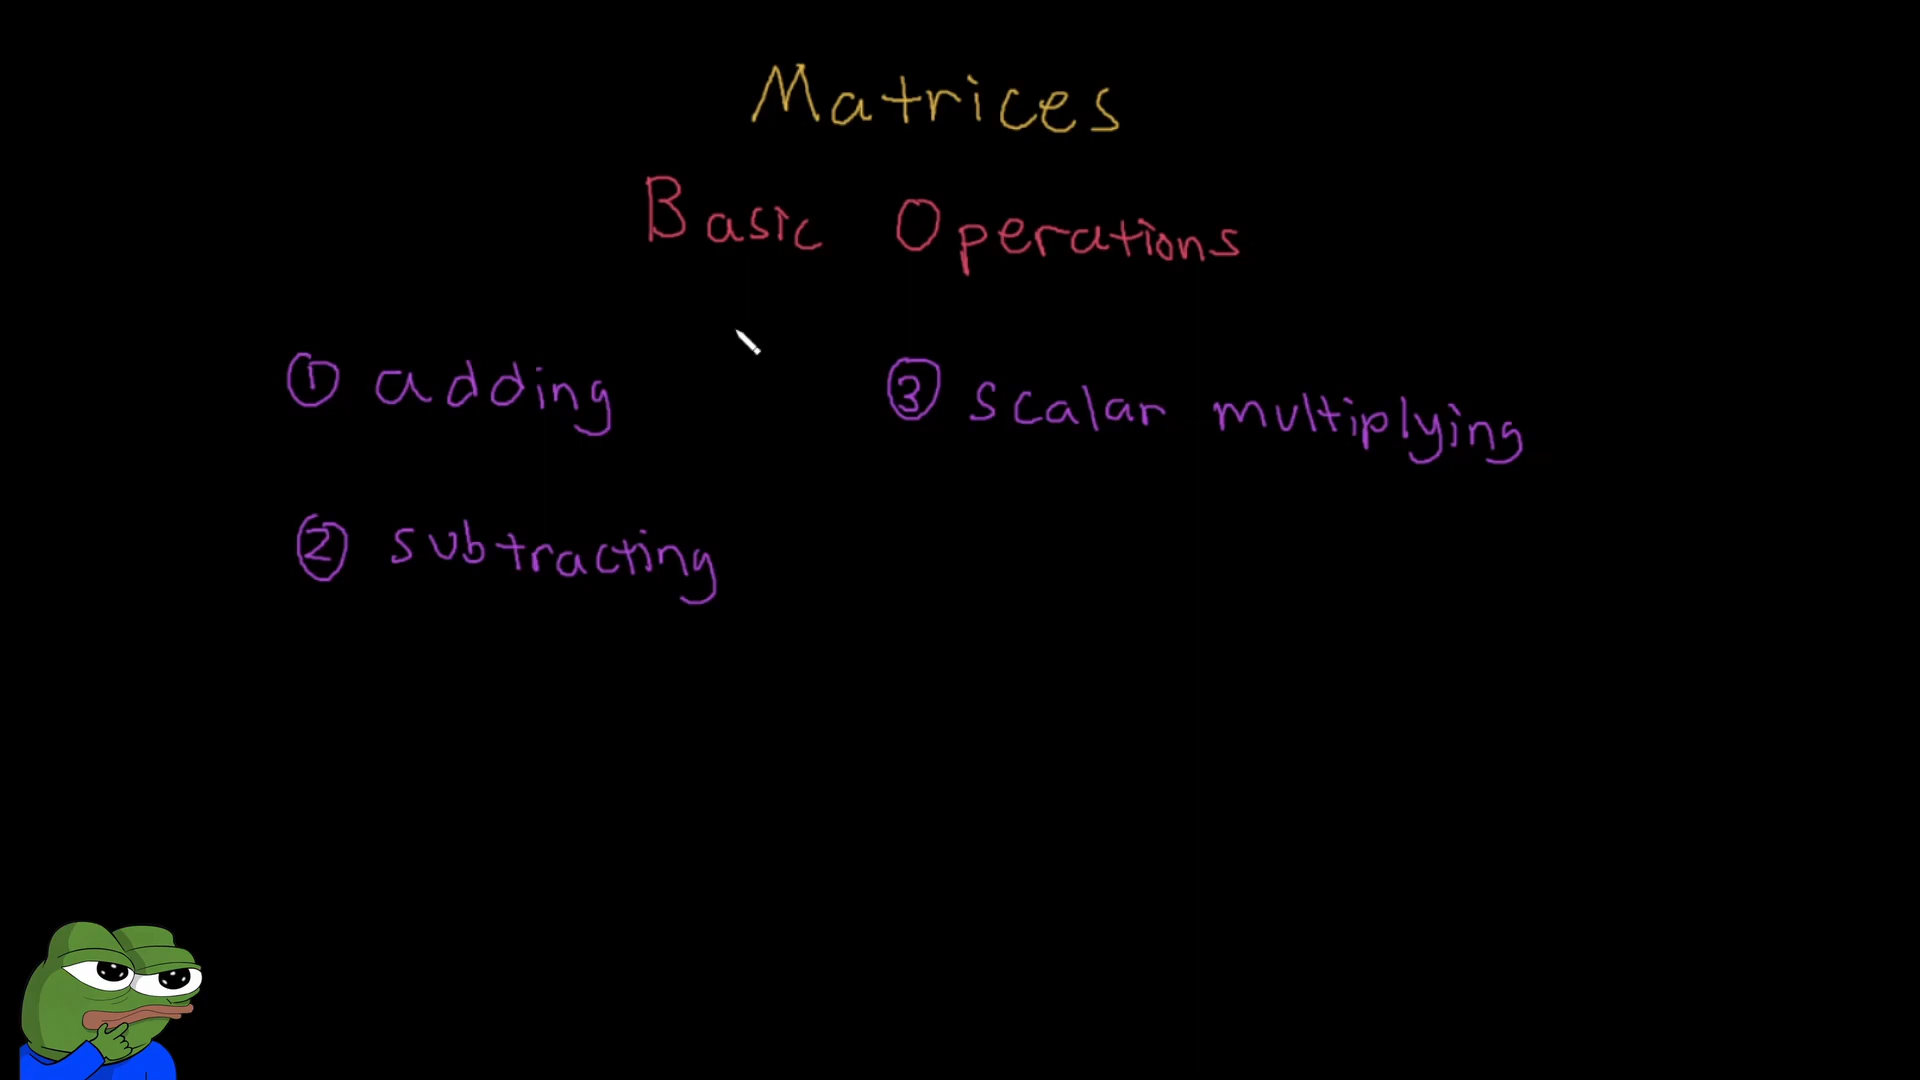 Matrices
Basic Operations
① adding
② subtracting
③ scalar multiplying